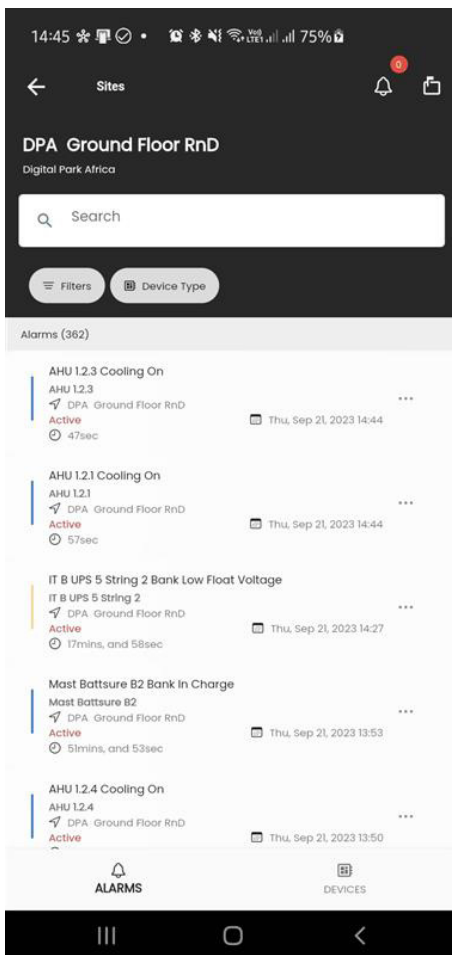 14:45 75%
Vo))
LTE1
0
Sites
DPA Ground Floor RnD
Digital Park Africa
Search
Filters Device Type
Alarms (362)
AHU 1.2.3 Cooling On
AHU 1.2.3
DPA Ground Floor RnD
Active Thu, Sep 21, 2023 14:44
47sec
AHU 1.2.1 Cooling On
AHU 1.2.1
DPA Ground Floor RnD
Active Thu, Sep 21, 2023 14:44
57sec
IT B UPS 5 String 2 Bank Low Float Voltage
IT B UPS 5 String 2
DPA Ground Floor RnD
Active Thu, Sep 21, 2023 14:27
17mins, and 58sec
Mast Battsure B2 Bank In Charge
Mast Battsure B2
DPA Ground Floor RnD
Active Thu, Sep 21, 2023 13:53
51mins, and 53sec
AHU 1.2.4 Cooling On
AHU 1.2.4
DPA Ground Floor RnD
Active Thu, Sep 21, 2023 13:50
ALARMS DEVICES